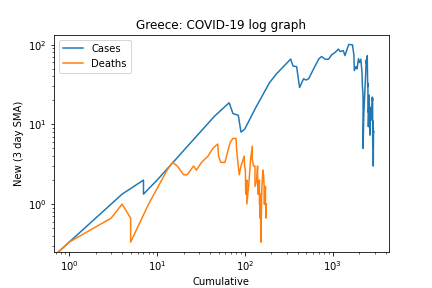 Greece: COVID-19 log graph
Cases
Deaths
New (3 day SMA)
10²
10¹
10⁰
10⁰ 10¹ 10² 10³
Cumulative